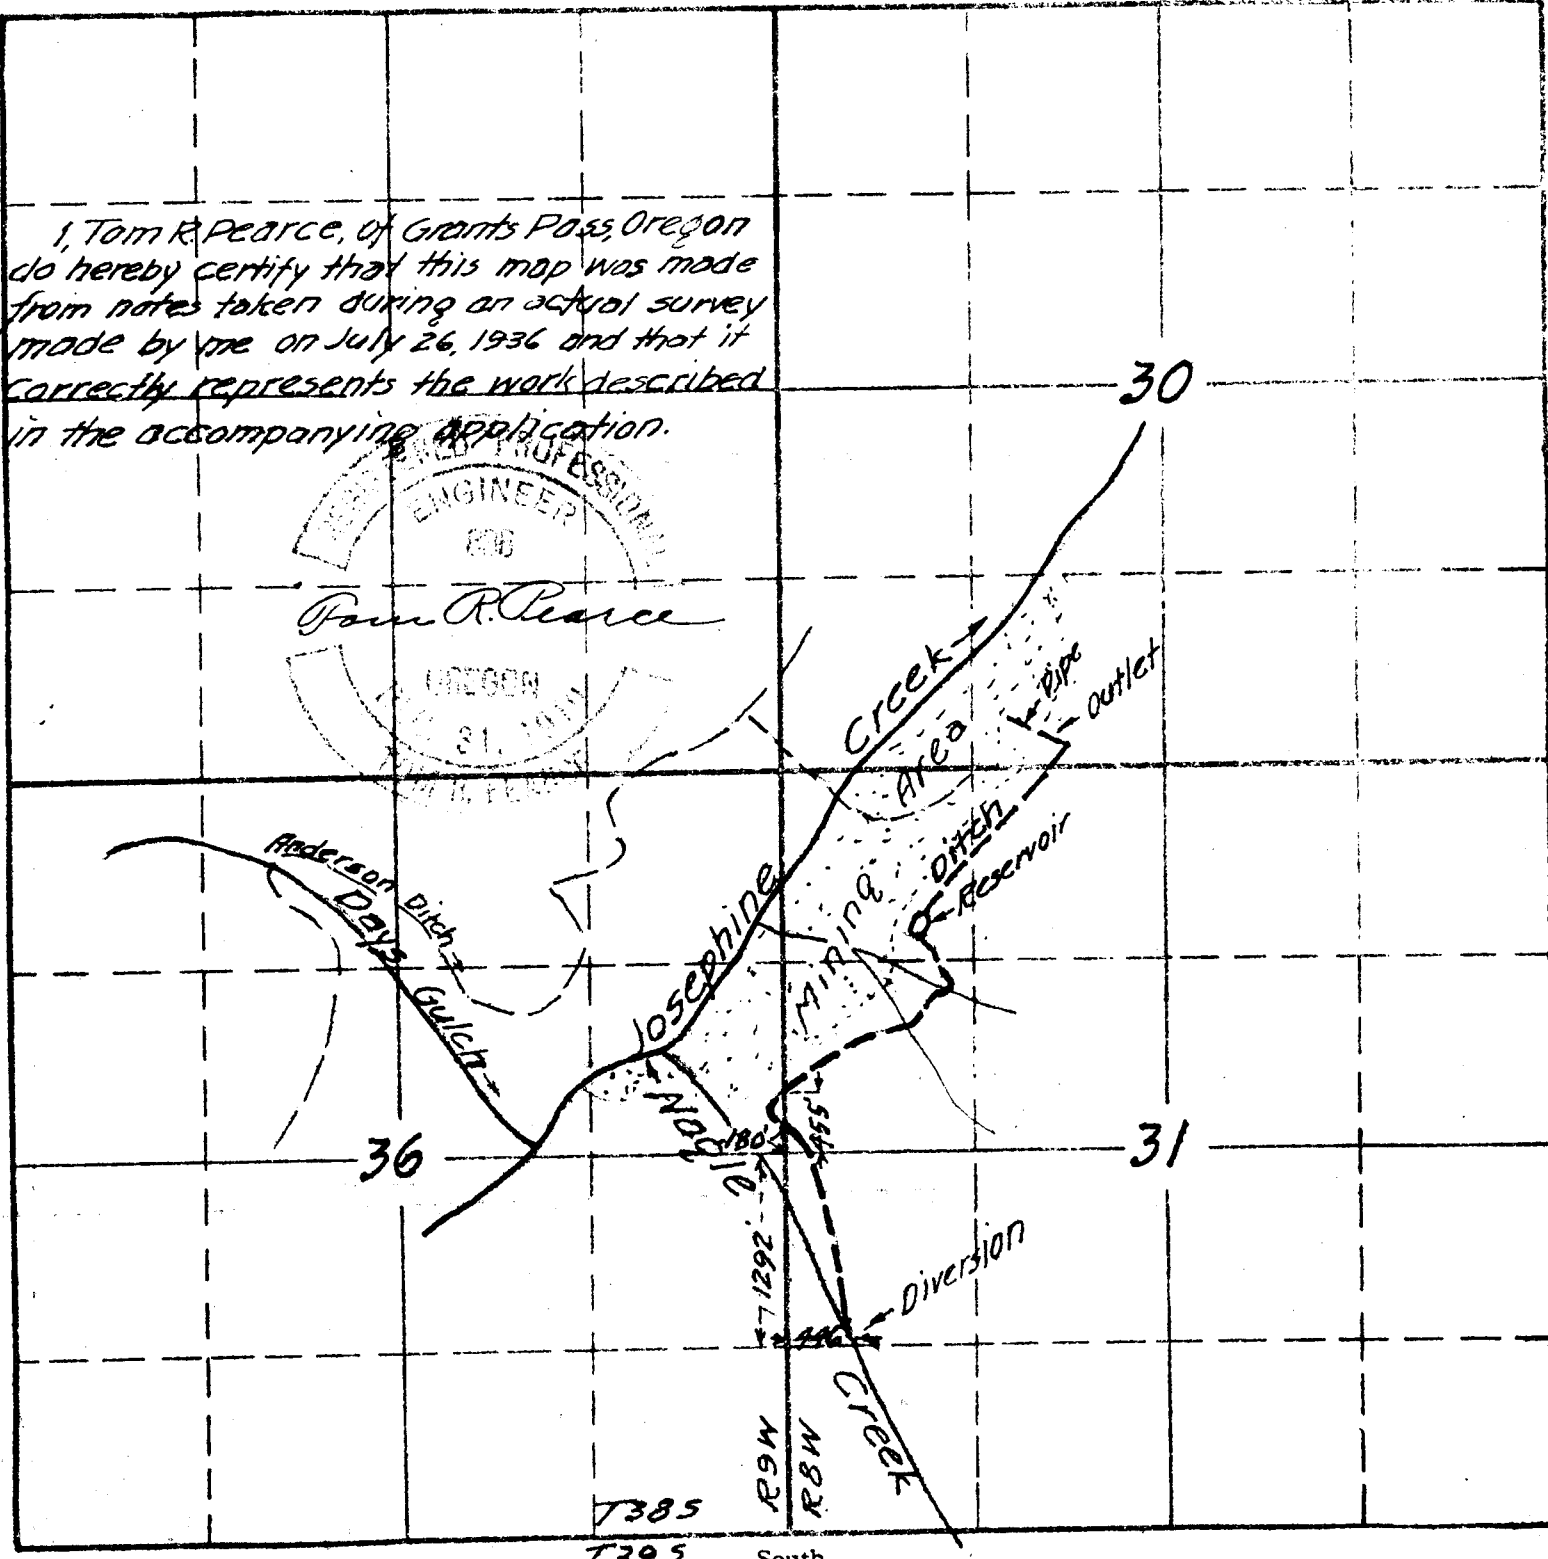 I, Tom R. Pearce, of Grants Pass, Oregon
do hereby certify that this map was made
from notes taken during an actual survey
made by me on July 26, 1936 and that it
correctly represents the work described
in the accompanying application.
30
PROFESSIONAL
ENGINEER
Tom R. Pearce
OREGON
31,
Creek
Pipe
Outlet
Area
Anderson Ditch
Days Gulch
Ditch
Reservoir
Josephine
Mining
Nagle
180'
455'
36
31
1292'
Diversion
446'
Creek
R9W
R8W
T38S
T39S
South